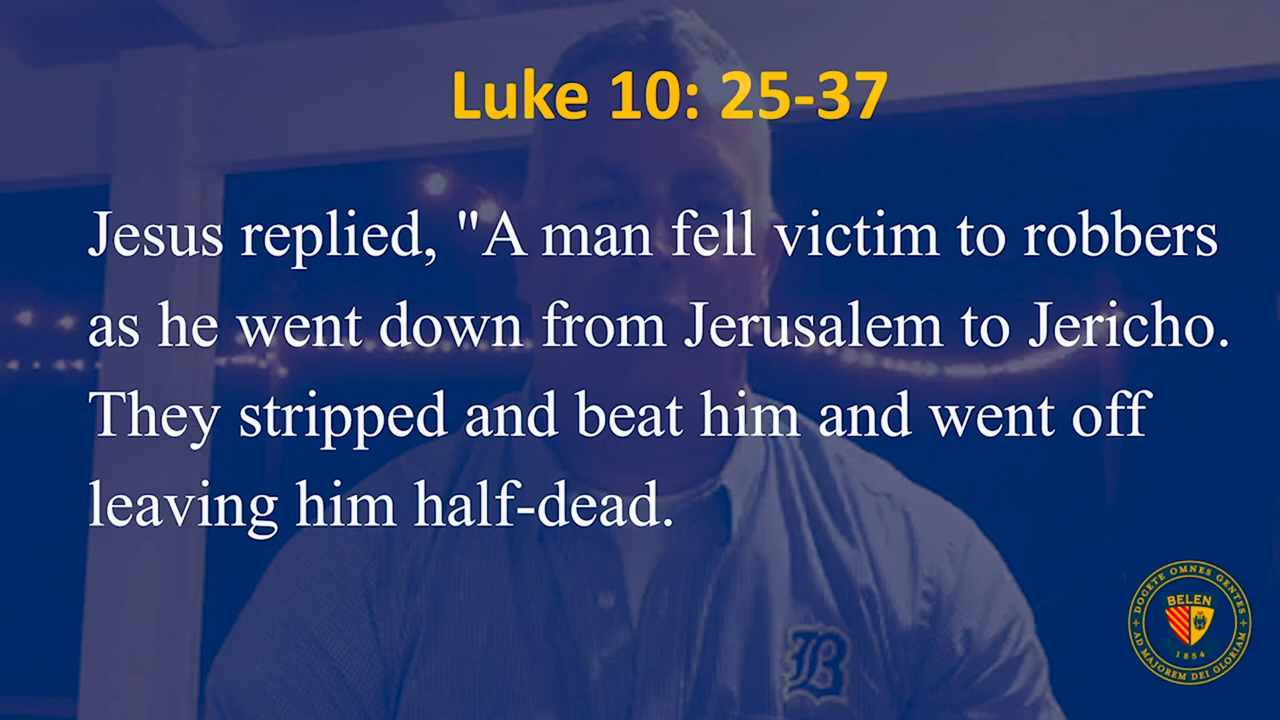 Luke 10: 25-37
Jesus replied, "A man fell victim to robbers
as he went down from Jerusalem to Jericho.
They stripped and beat him and went off
leaving him half-dead.
B
DOCETE OMNES GENTES
BELEN
1854
AD MAJOREM DEI GLORIAM